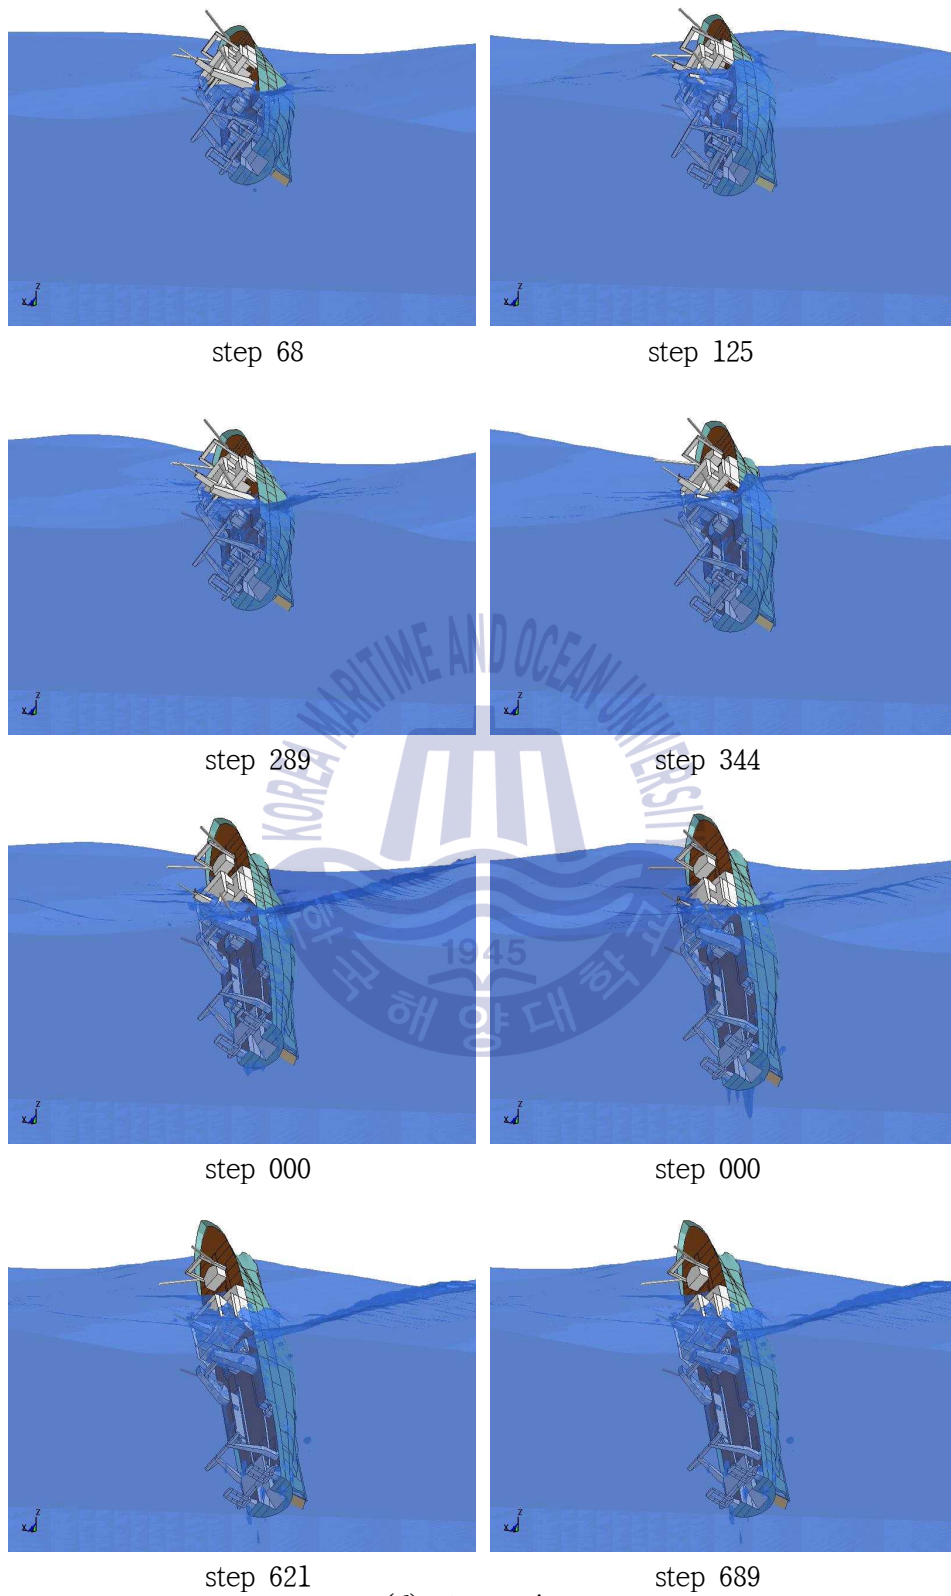 step 68
step 125
step 289
step 344
KOREA MARITIME AND OCEAN UNIVERSITY
1945
한국해양대학교
step 000
step 000
step 621
step 689